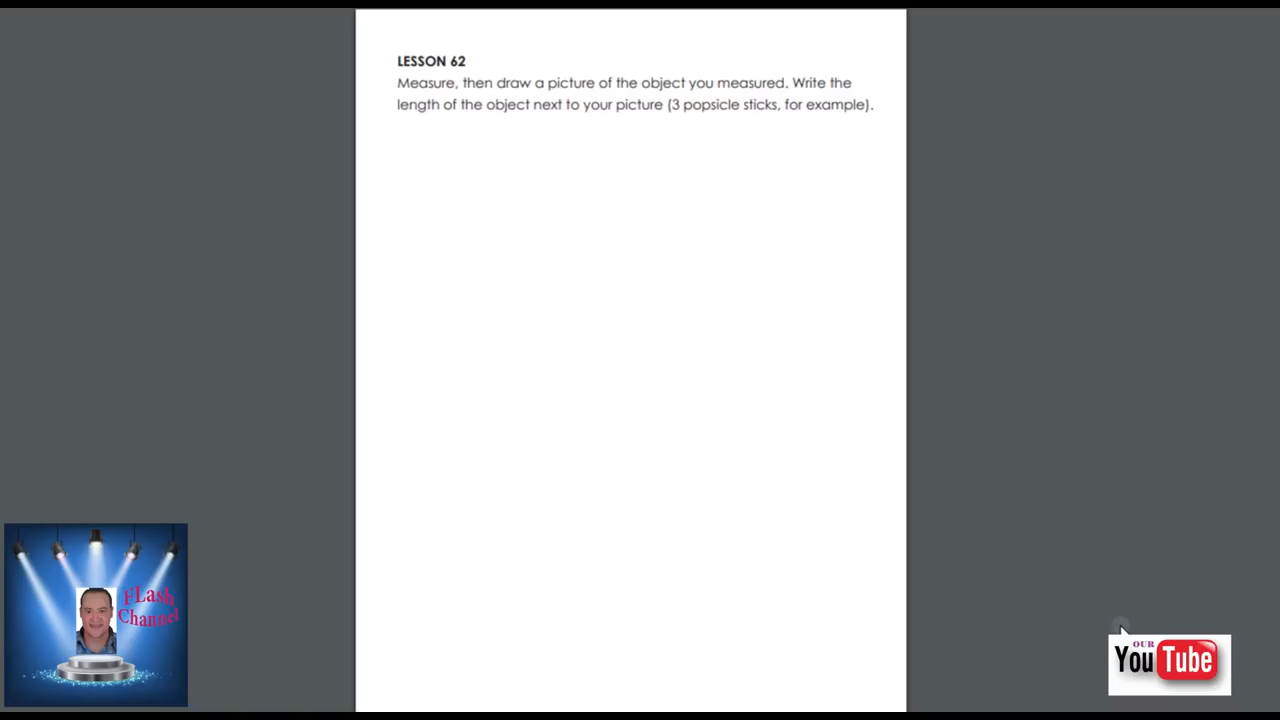 LESSON 62
Measure, then draw a picture of the object you measured. Write the
length of the object next to your picture (3 popsicle sticks, for example).
FLash
Channel
OUR
YouTube